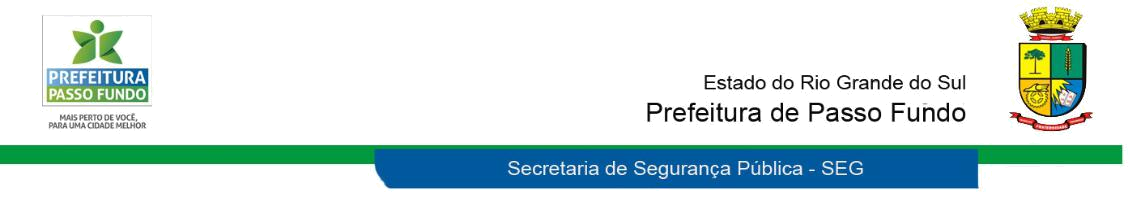 PREFEITURA
PASSO FUNDO
MAIS PERTO DE VOCÊ,
PARA UMA CIDADE MELHOR
Estado do Rio Grande do Sul
Prefeitura de Passo Fundo
FRATERNIDADE
Secretaria de Segurança Pública - SEG